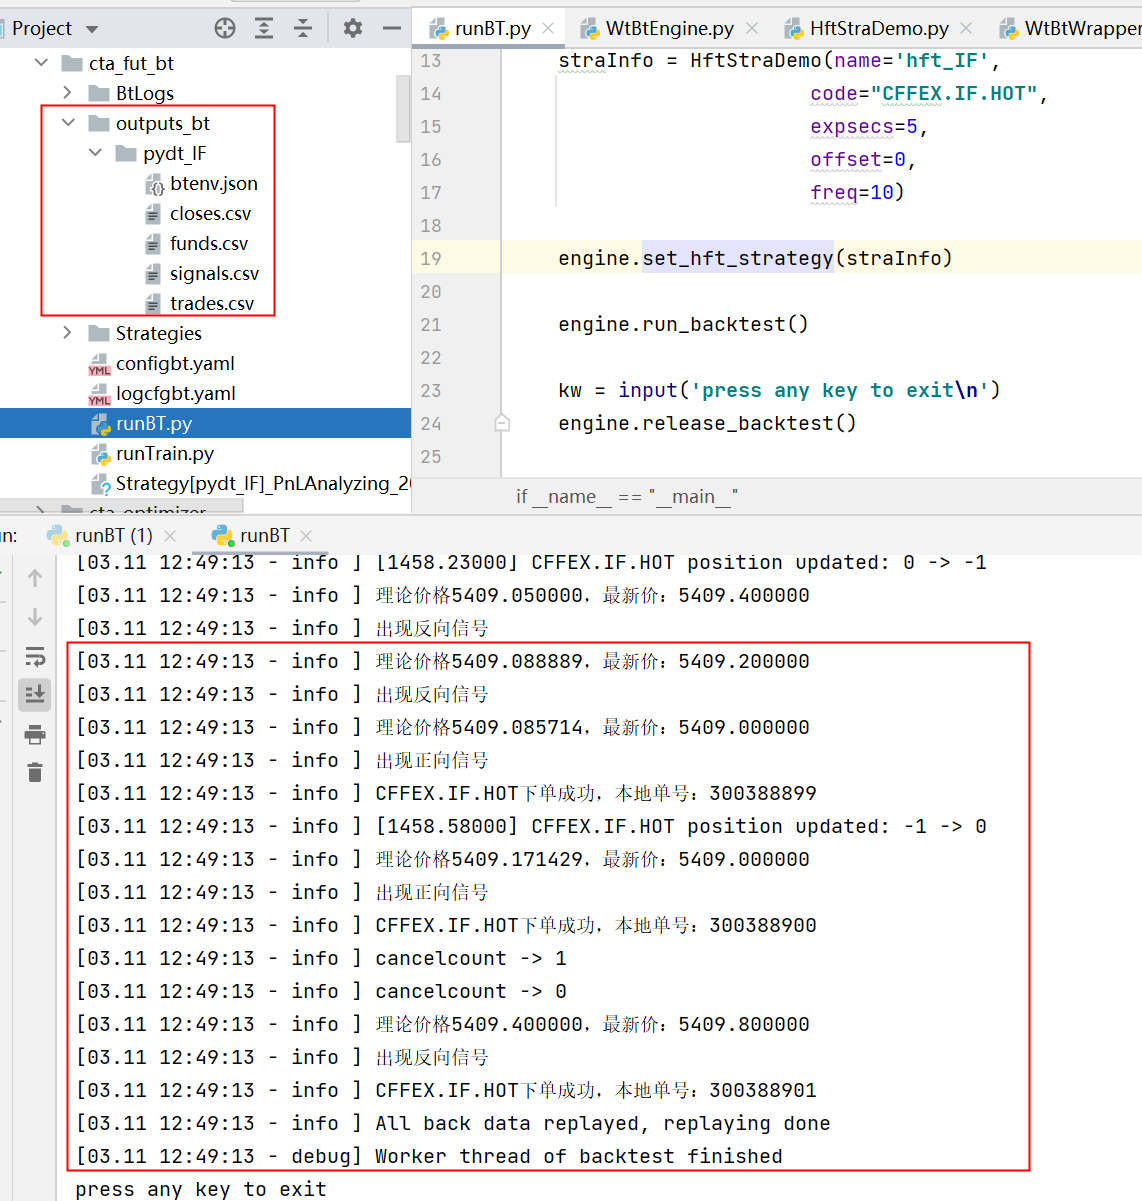 Project
cta_fut_bt
BtLogs
outputs_bt
pydt_IF
btenv.json
closes.csv
funds.csv
signals.csv
trades.csv
Strategies
configbt.yaml
logcfgbt.yaml
runBT.py
runTrain.py
Strategy[pydt_IF]_PnLAnalyzing_20
cta_optimizer
runBT.py
WtBtEngine.py
HftStraDemo.py
WtBtWrapper
13 straInfo = HftStraDemo(name='hft_IF',
14 code="CFFEX.IF.HOT",
15 expsecs=5,
16 offset=0,
17 freq=10)
18
19 engine.set_hft_strategy(straInfo)
20
21 engine.run_backtest()
22
23 kw = input('press any key to exit\n')
24 engine.release_backtest()
25
if __name__ == "__main__"
un: runBT (1) runBT
[03.11 12:49:13 - info ] [1458.23000] CFFEX.IF.HOT position updated: 0 -> -1
[03.11 12:49:13 - info ] 理论价格5409.050000，最新价：5409.400000
[03.11 12:49:13 - info ] 出现反向信号
[03.11 12:49:13 - info ] 理论价格5409.088889，最新价：5409.200000
[03.11 12:49:13 - info ] 出现反向信号
[03.11 12:49:13 - info ] 理论价格5409.085714，最新价：5409.000000
[03.11 12:49:13 - info ] 出现正向信号
[03.11 12:49:13 - info ] CFFEX.IF.HOT下单成功，本地单号：300388899
[03.11 12:49:13 - info ] [1458.58000] CFFEX.IF.HOT position updated: -1 -> 0
[03.11 12:49:13 - info ] 理论价格5409.171429，最新价：5409.000000
[03.11 12:49:13 - info ] 出现正向信号
[03.11 12:49:13 - info ] CFFEX.IF.HOT下单成功，本地单号：300388900
[03.11 12:49:13 - info ] cancelcount -> 1
[03.11 12:49:13 - info ] cancelcount -> 0
[03.11 12:49:13 - info ] 理论价格5409.400000，最新价：5409.800000
[03.11 12:49:13 - info ] 出现反向信号
[03.11 12:49:13 - info ] CFFEX.IF.HOT下单成功，本地单号：300388901
[03.11 12:49:13 - info ] All back data replayed, replaying done
[03.11 12:49:13 - debug] Worker thread of backtest finished
press any key to exit